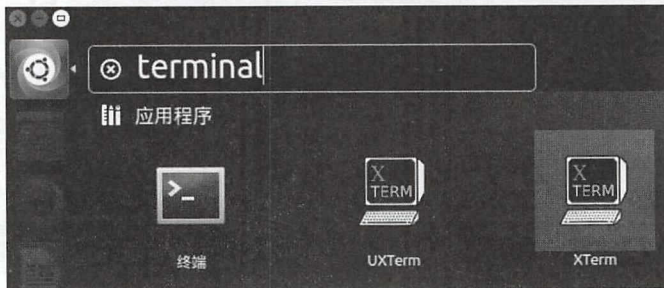 terminal
应用程序
>_
X
TERM
X
TERM
终端
UXTerm
XTerm